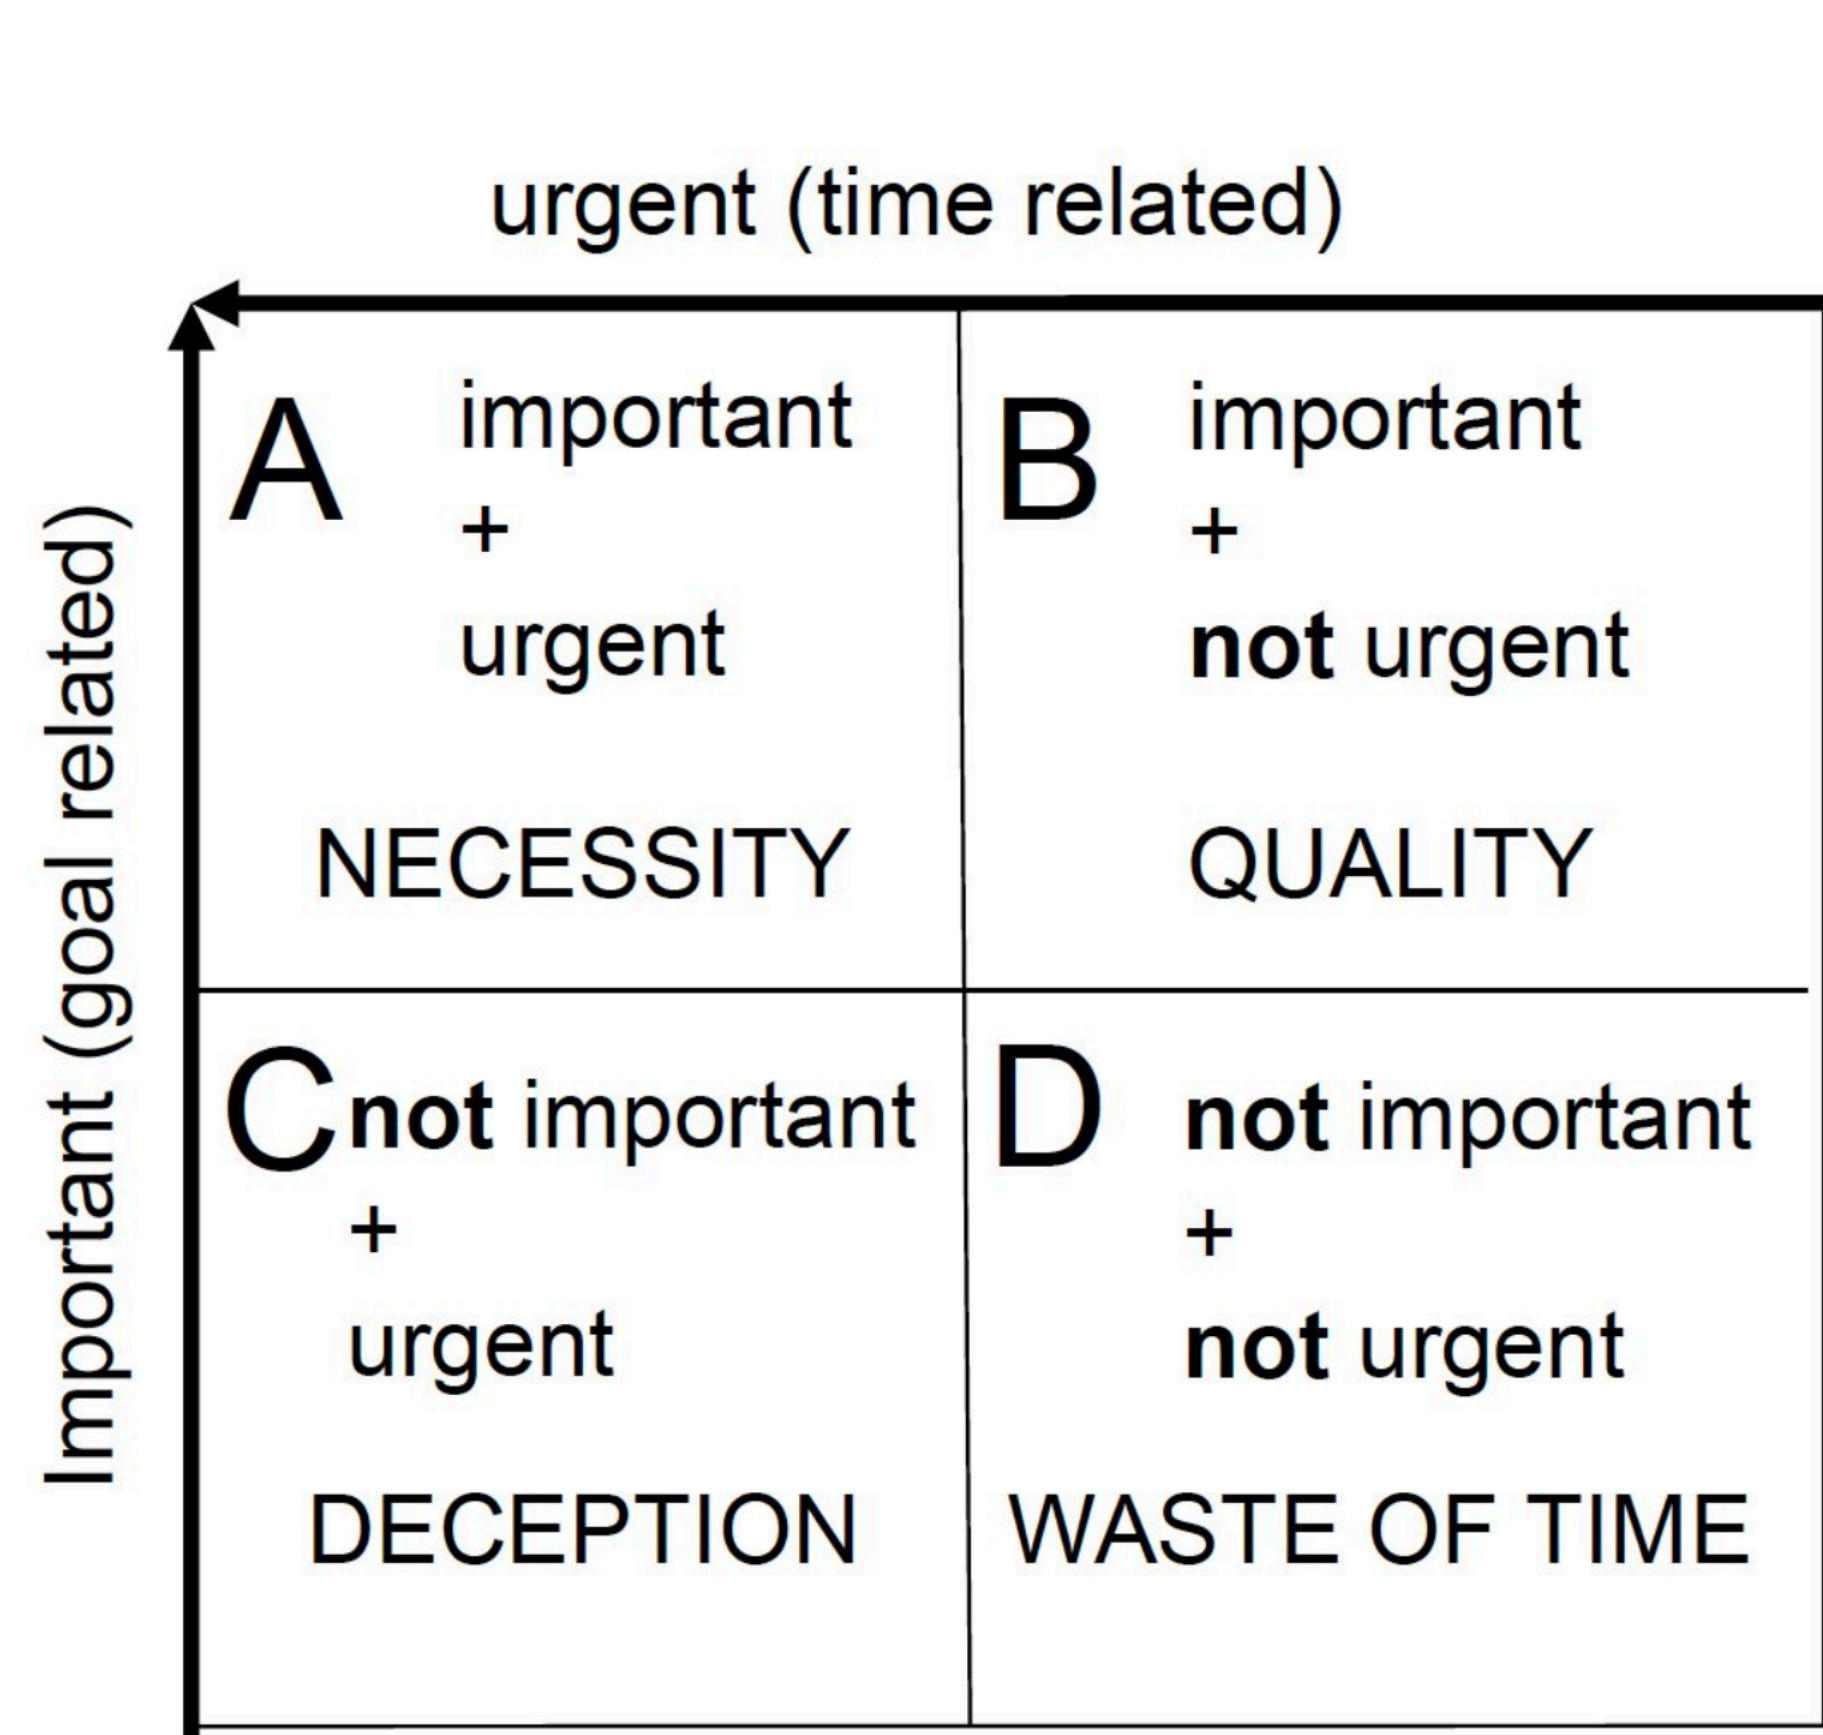 urgent (time related)
Important (goal related)
A
important
+
urgent
NECESSITY
B
important
+
not urgent
QUALITY
C
not important
+
urgent
DECEPTION
D
not important
+
not urgent
WASTE OF TIME